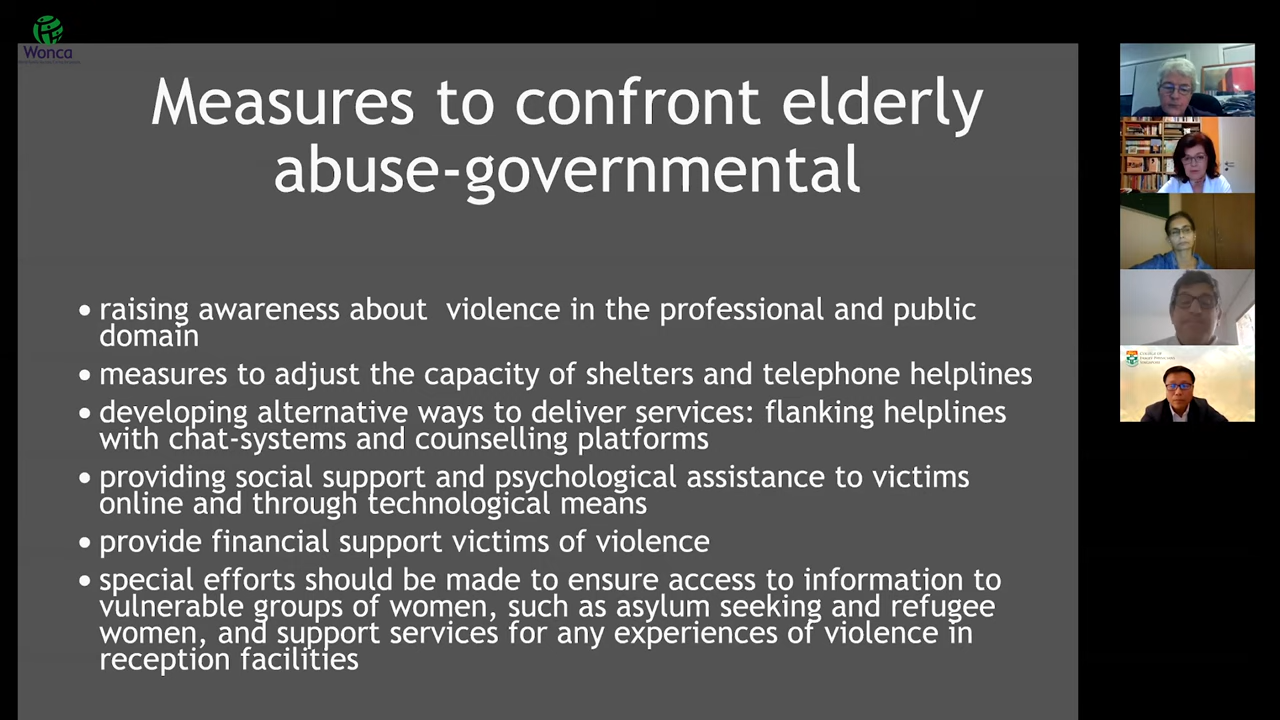 Wonca
Measures to confront elderly
abuse-governmental
• raising awareness about violence in the professional and public
domain
• measures to adjust the capacity of shelters and telephone helplines
• developing alternative ways to deliver services: flanking helplines
with chat-systems and counselling platforms
• providing social support and psychological assistance to victims
online and through technological means
• provide financial support victims of violence
• special efforts should be made to ensure access to information to
vulnerable groups of women, such as asylum seeking and refugee
women, and support services for any experiences of violence in
reception facilities